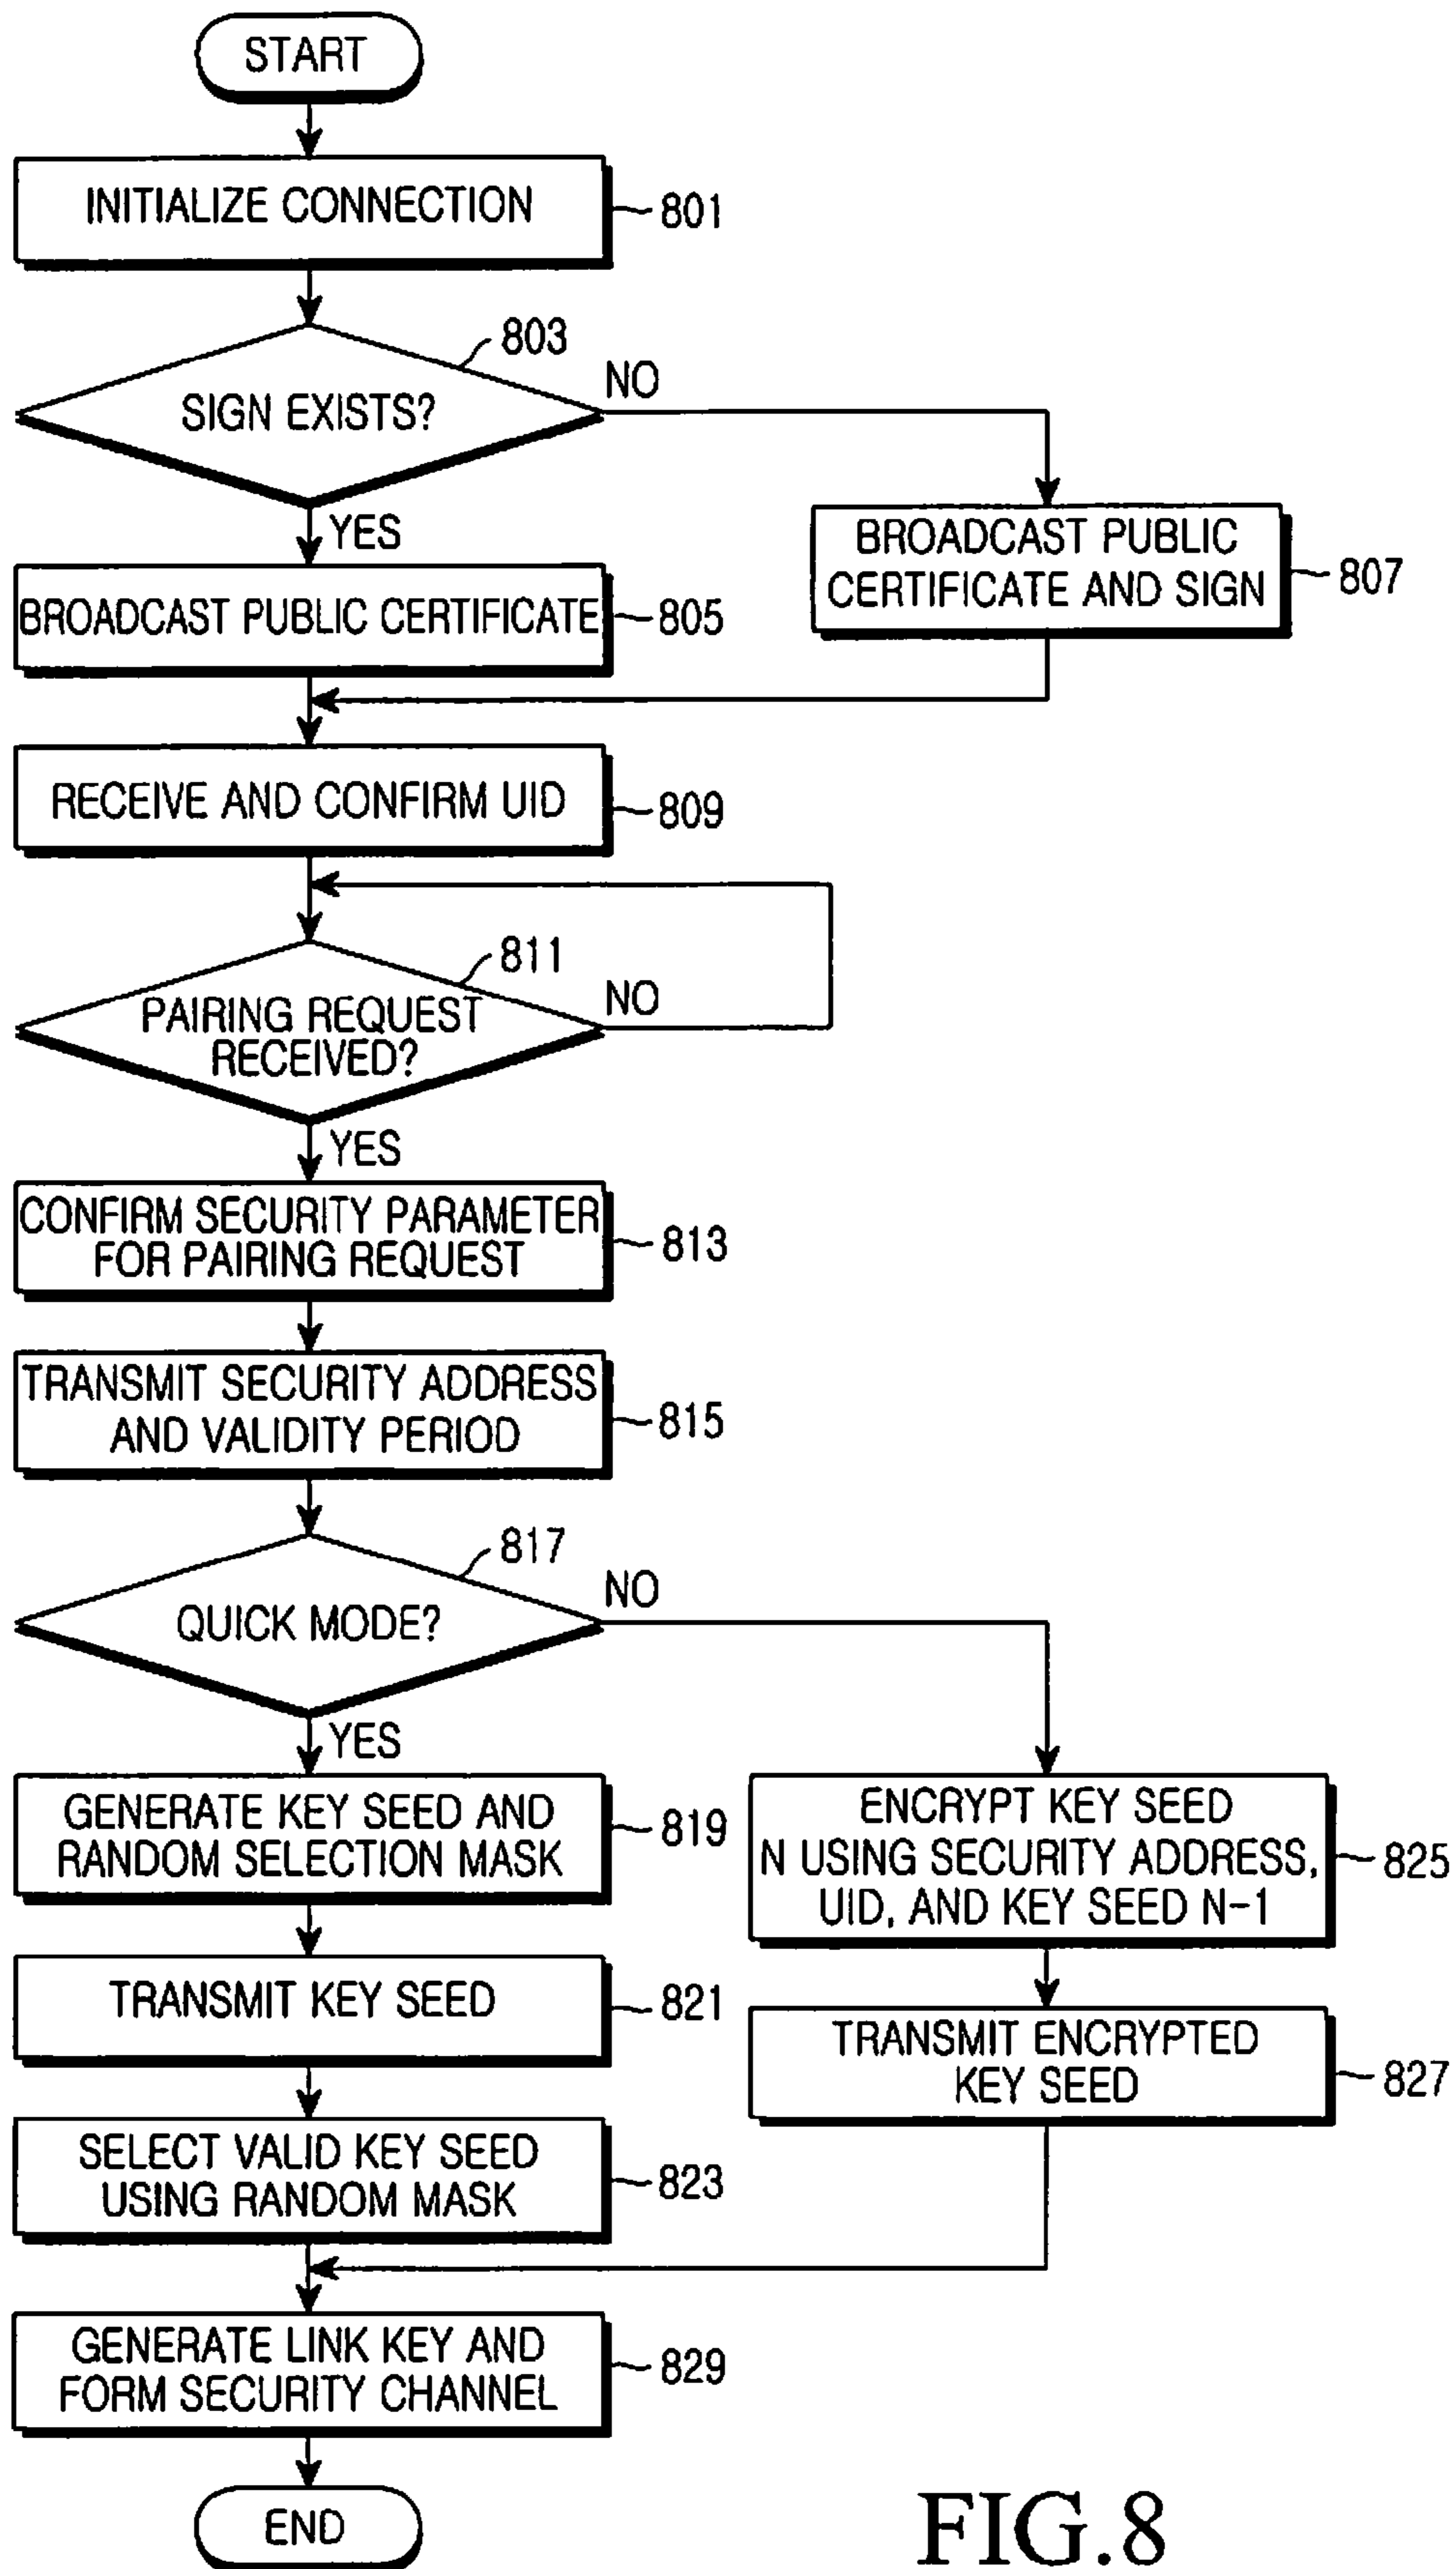 START
INITIALIZE CONNECTION
801
803
SIGN EXISTS?
NO
YES
BROADCAST PUBLIC CERTIFICATE
805
BROADCAST PUBLIC
CERTIFICATE AND SIGN
807
RECEIVE AND CONFIRM UID
809
811
PAIRING REQUEST
RECEIVED?
NO
YES
CONFIRM SECURITY PARAMETER
FOR PAIRING REQUEST
813
TRANSMIT SECURITY ADDRESS
AND VALIDITY PERIOD
815
817
QUICK MODE?
NO
YES
GENERATE KEY SEED AND
RANDOM SELECTION MASK
819
ENCRYPT KEY SEED
N USING SECURITY ADDRESS,
UID, AND KEY SEED N-1
825
TRANSMIT KEY SEED
821
TRANSMIT ENCRYPTED
KEY SEED
827
SELECT VALID KEY SEED
USING RANDOM MASK
823
GENERATE LINK KEY AND
FORM SECURITY CHANNEL
829
END
FIG.8